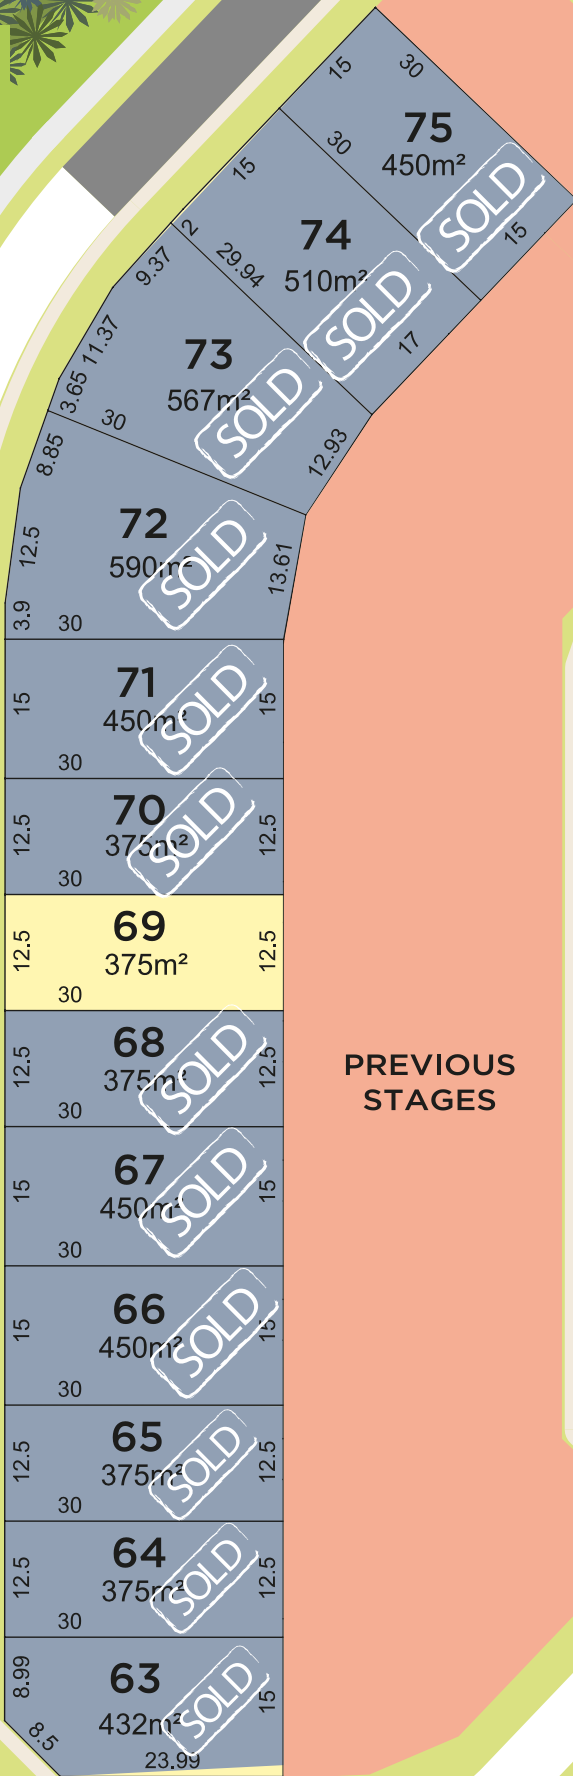 15
30
75
450m²
SOLD
15
30
15
74
510m²
SOLD
17
2
29.94
9.37
73
567m²
SOLD
12.93
11.37
3.65
30
8.85
72
590m²
SOLD
13.61
12.5
3.9
30
71
450m²
SOLD
15
15
30
70
375m²
SOLD
12.5
12.5
30
69
375m²
12.5
12.5
30
68
375m²
SOLD
12.5
12.5
30
PREVIOUS
STAGES
67
450m²
SOLD
15
15
30
66
450m²
SOLD
15
15
30
65
375m²
SOLD
12.5
12.5
30
64
375m²
SOLD
12.5
12.5
30
63
432m²
SOLD
8.99
15
8.5
23.99